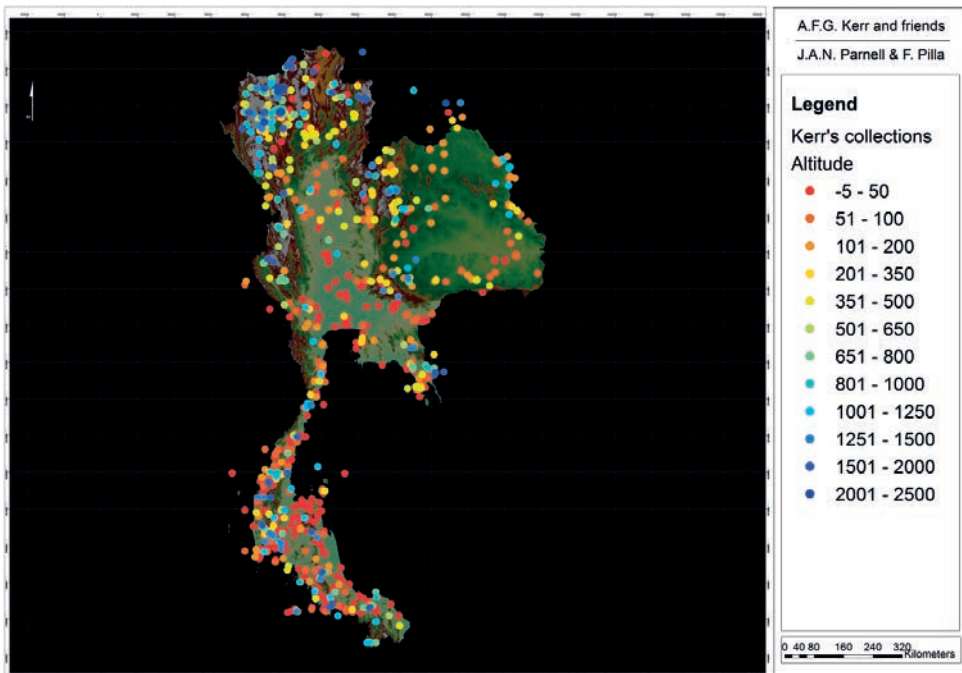 A.F.G. Kerr and friends
J.A.N. Parnell & F. Pilla
Legend
Kerr's collections
Altitude
-5 - 50
51 - 100
101 - 200
201 - 350
351 - 500
501 - 650
651 - 800
801 - 1000
1001 - 1250
1251 - 1500
1501 - 2000
2001 - 2500
0 40 80 160 240 320
Kilometers